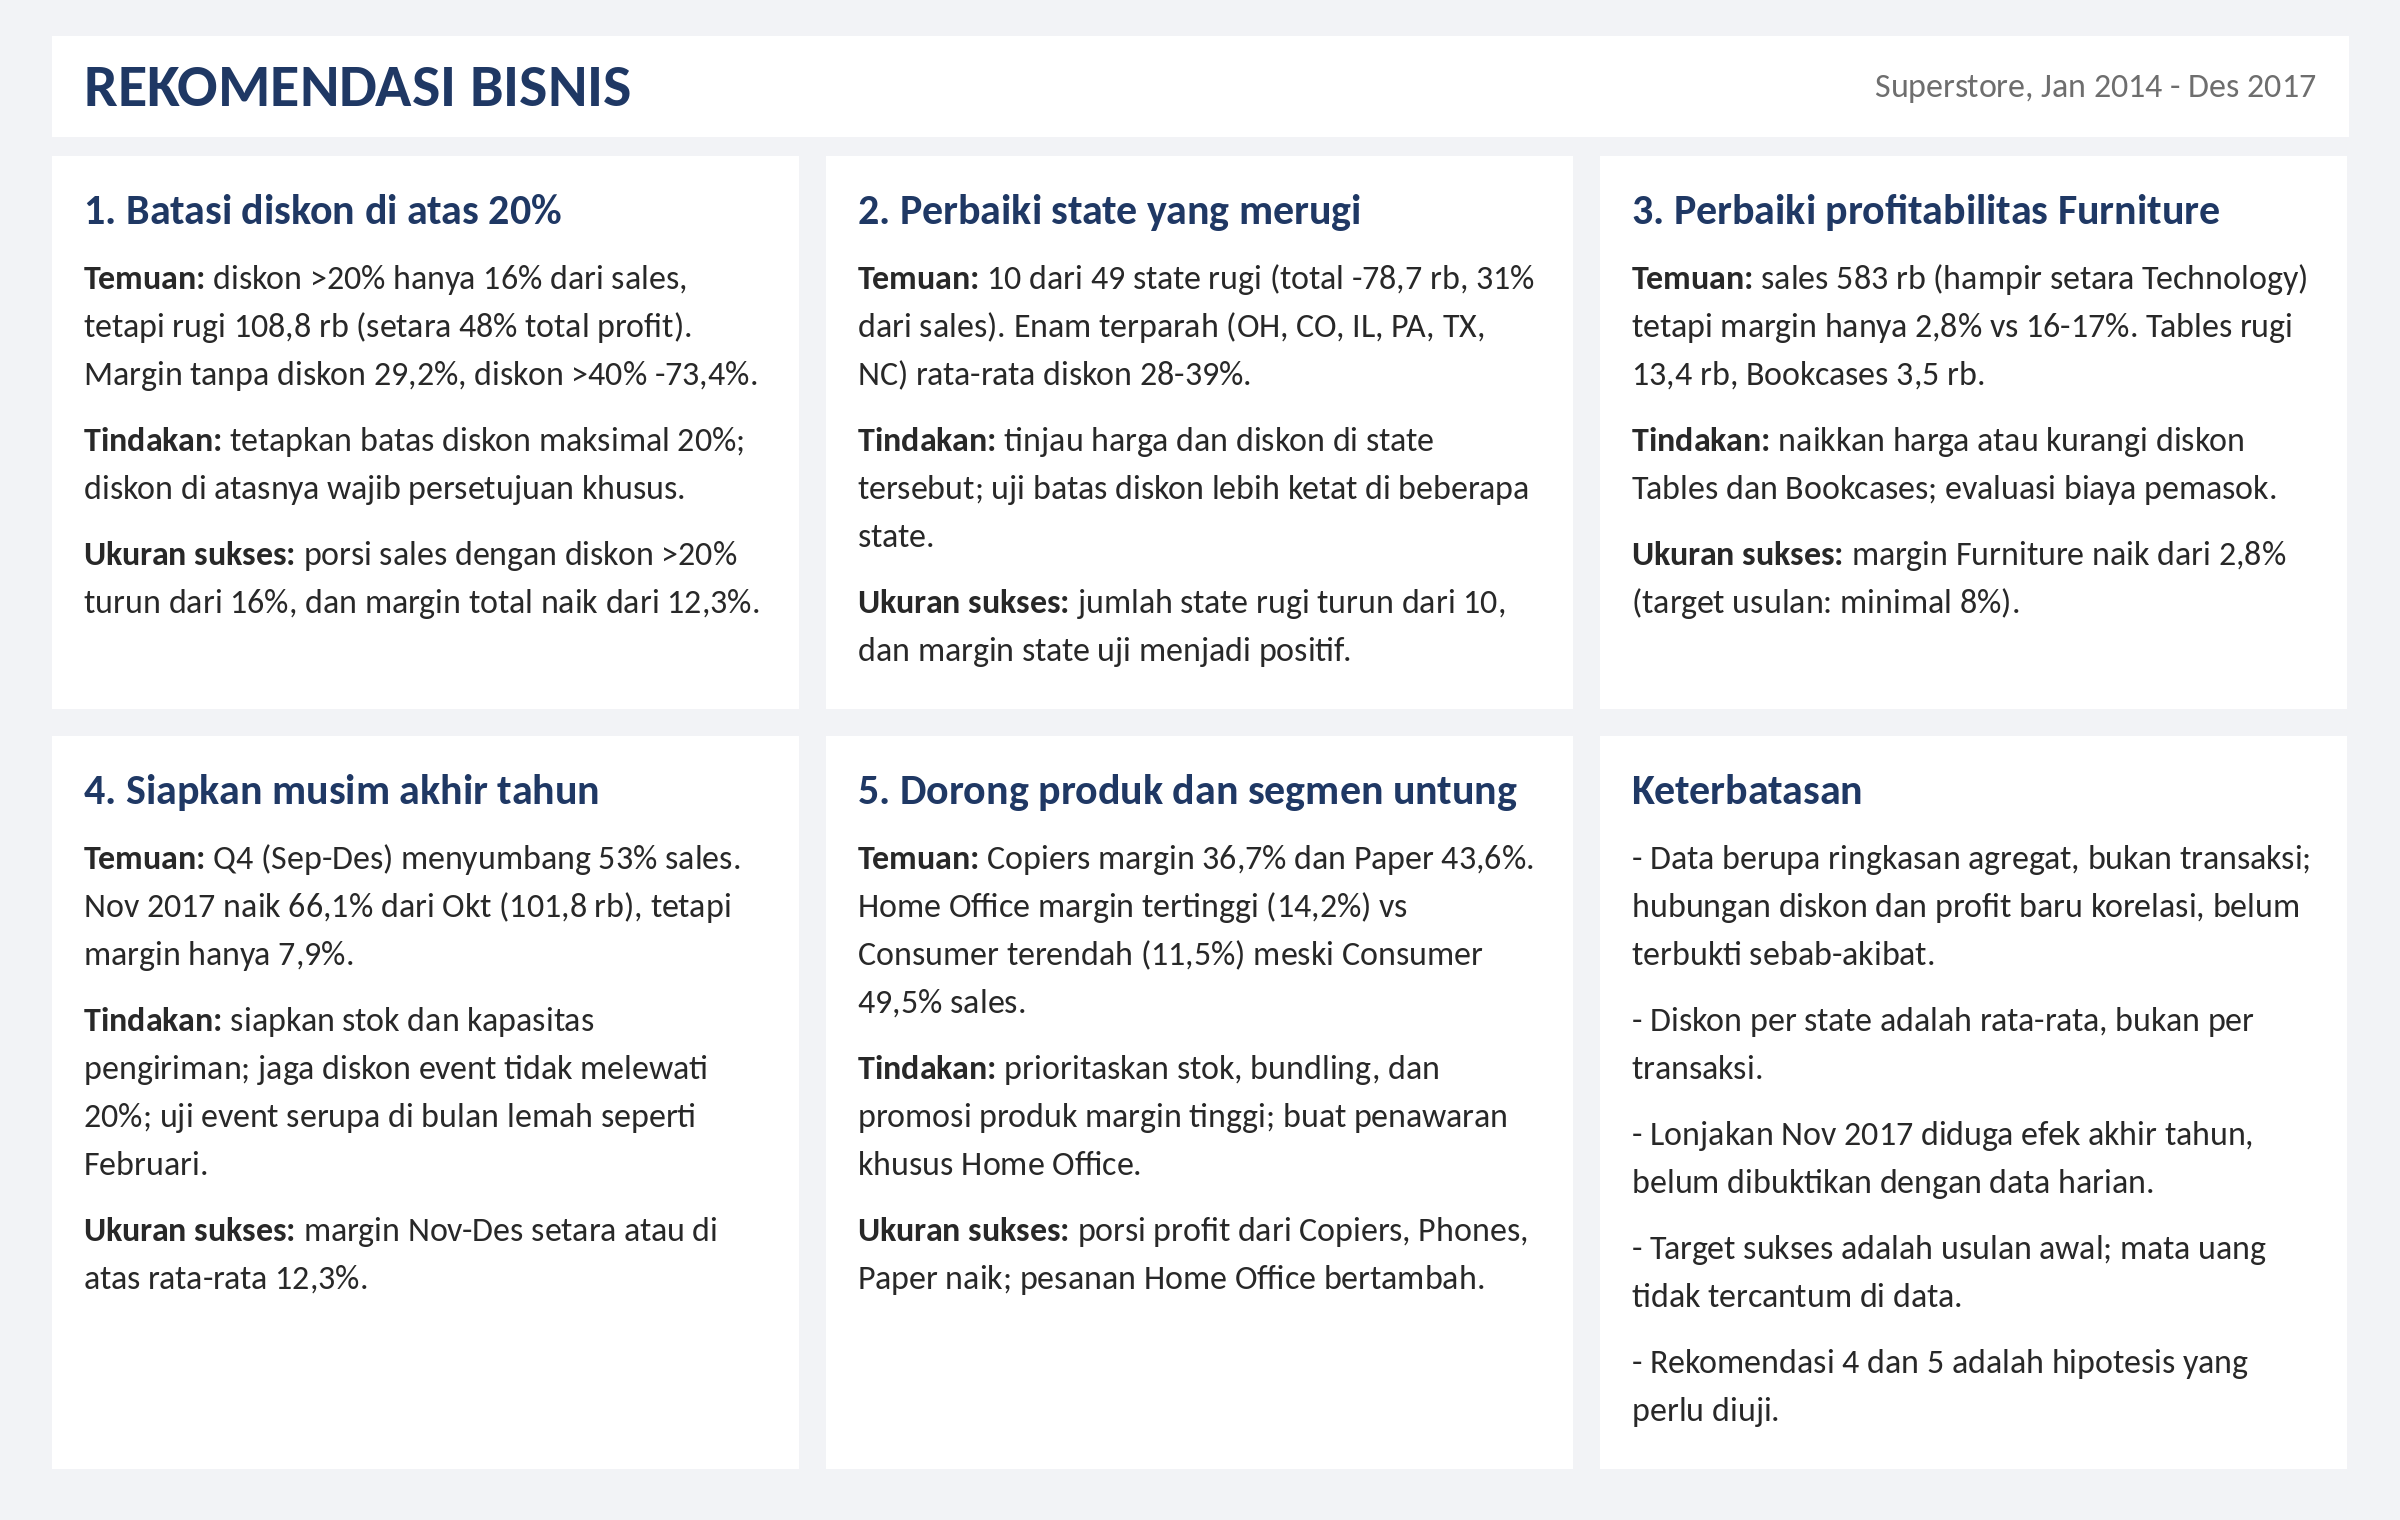 REKOMENDASI BISNIS
Superstore, Jan 2014 - Des 2017
1. Batasi diskon di atas 20%
Temuan: diskon >20% hanya 16% dari sales,
tetapi rugi 108,8 rb (setara 48% total profit).
Margin tanpa diskon 29,2%, diskon >40% -73,4%.
Tindakan: tetapkan batas diskon maksimal 20%;
diskon di atasnya wajib persetujuan khusus.
Ukuran sukses: porsi sales dengan diskon >20%
turun dari 16%, dan margin total naik dari 12,3%.
2. Perbaiki state yang merugi
Temuan: 10 dari 49 state rugi (total -78,7 rb, 31%
dari sales). Enam terparah (OH, CO, IL, PA, TX,
NC) rata-rata diskon 28-39%.
Tindakan: tinjau harga dan diskon di state
tersebut; uji batas diskon lebih ketat di beberapa
state.
Ukuran sukses: jumlah state rugi turun dari 10,
dan margin state uji menjadi positif.
3. Perbaiki profitabilitas Furniture
Temuan: sales 583 rb (hampir setara Technology)
tetapi margin hanya 2,8% vs 16-17%. Tables rugi
13,4 rb, Bookcases 3,5 rb.
Tindakan: naikkan harga atau kurangi diskon
Tables dan Bookcases; evaluasi biaya pemasok.
Ukuran sukses: margin Furniture naik dari 2,8%
(target usulan: minimal 8%).
4. Siapkan musim akhir tahun
Temuan: Q4 (Sep-Des) menyumbang 53% sales.
Nov 2017 naik 66,1% dari Okt (101,8 rb), tetapi
margin hanya 7,9%.
Tindakan: siapkan stok dan kapasitas
pengiriman; jaga diskon event tidak melewati
20%; uji event serupa di bulan lemah seperti
Februari.
Ukuran sukses: margin Nov-Des setara atau di
atas rata-rata 12,3%.
5. Dorong produk dan segmen untung
Temuan: Copiers margin 36,7% dan Paper 43,6%.
Home Office margin tertinggi (14,2%) vs
Consumer terendah (11,5%) meski Consumer
49,5% sales.
Tindakan: prioritaskan stok, bundling, dan
promosi produk margin tinggi; buat penawaran
khusus Home Office.
Ukuran sukses: porsi profit dari Copiers, Phones,
Paper naik; pesanan Home Office bertambah.
Keterbatasan
- Data berupa ringkasan agregat, bukan transaksi;
hubungan diskon dan profit baru korelasi, belum
terbukti sebab-akibat.
- Diskon per state adalah rata-rata, bukan per
transaksi.
- Lonjakan Nov 2017 diduga efek akhir tahun,
belum dibuktikan dengan data harian.
- Target sukses adalah usulan awal; mata uang
tidak tercantum di data.
- Rekomendasi 4 dan 5 adalah hipotesis yang
perlu diuji.